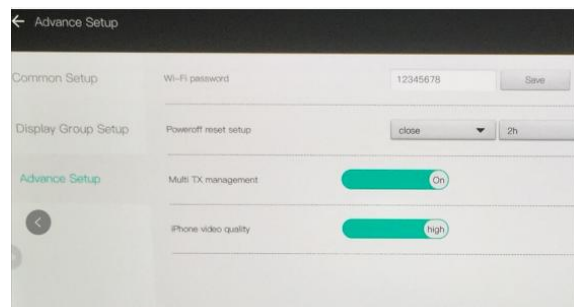 Advance Setup
Common Setup
Wi-Fi password
12345678
Save
Display Group Setup
Poweroff reset setup
close
2h
Advance Setup
Multi TX management
On
iPhone video quality
high